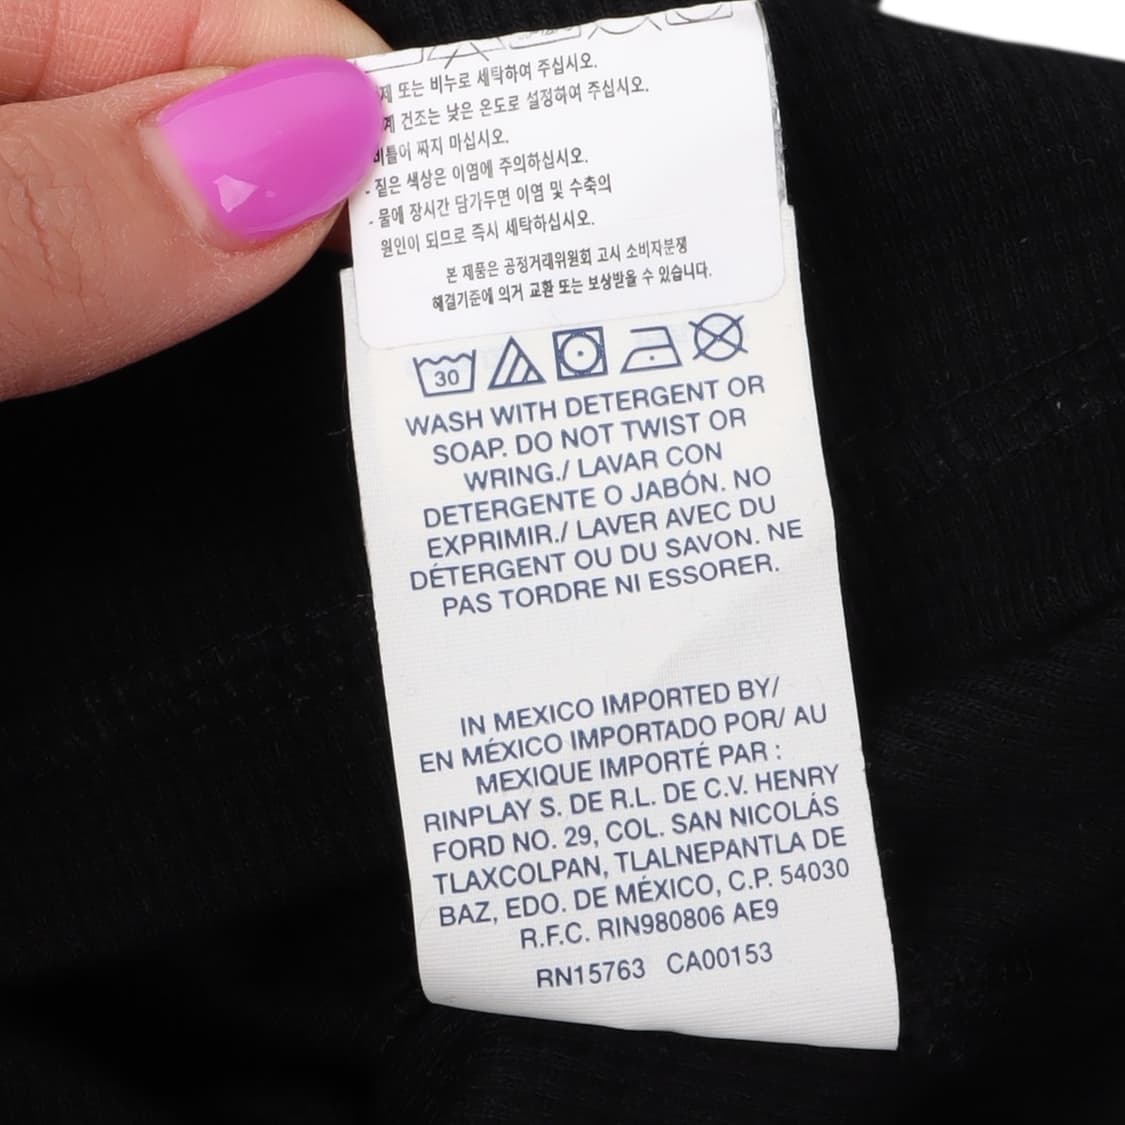 또는 비누로 세탁하여 주십시오.
건조는 낮은 온도로 설정하여 주십시오.
비틀어 짜지 마십시오.
- 짙은 색상은 이염에 주의하십시오.
- 물에 장시간 담가두면 이염 및 수축의
원인이 되므로 즉시 세탁하십시오.
본 제품은 공정거래위원회 고시 소비자분쟁
해결기준에 의거 교환 또는 보상받을 수 있습니다.
30
WASH WITH DETERGENT OR
SOAP. DO NOT TWIST OR
WRING./ LAVAR CON
DETERGENTE O JABÓN. NO
EXPRIMIR./ LAVER AVEC DU
DÉTERGENT OU DU SAVON. NE
PAS TORDRE NI ESSORER.
IN MEXICO IMPORTED BY/
EN MÉXICO IMPORTADO POR/ AU
MEXIQUE IMPORTÉ PAR :
RINPLAY S. DE R.L. DE C.V. HENRY
FORD NO. 29, COL. SAN NICOLÁS
TLAXCOLPAN, TLALNEPANTLA DE
BAZ, EDO. DE MÉXICO, C.P. 54030
R.F.C. RIN980806 AE9
RN15763 CA00153